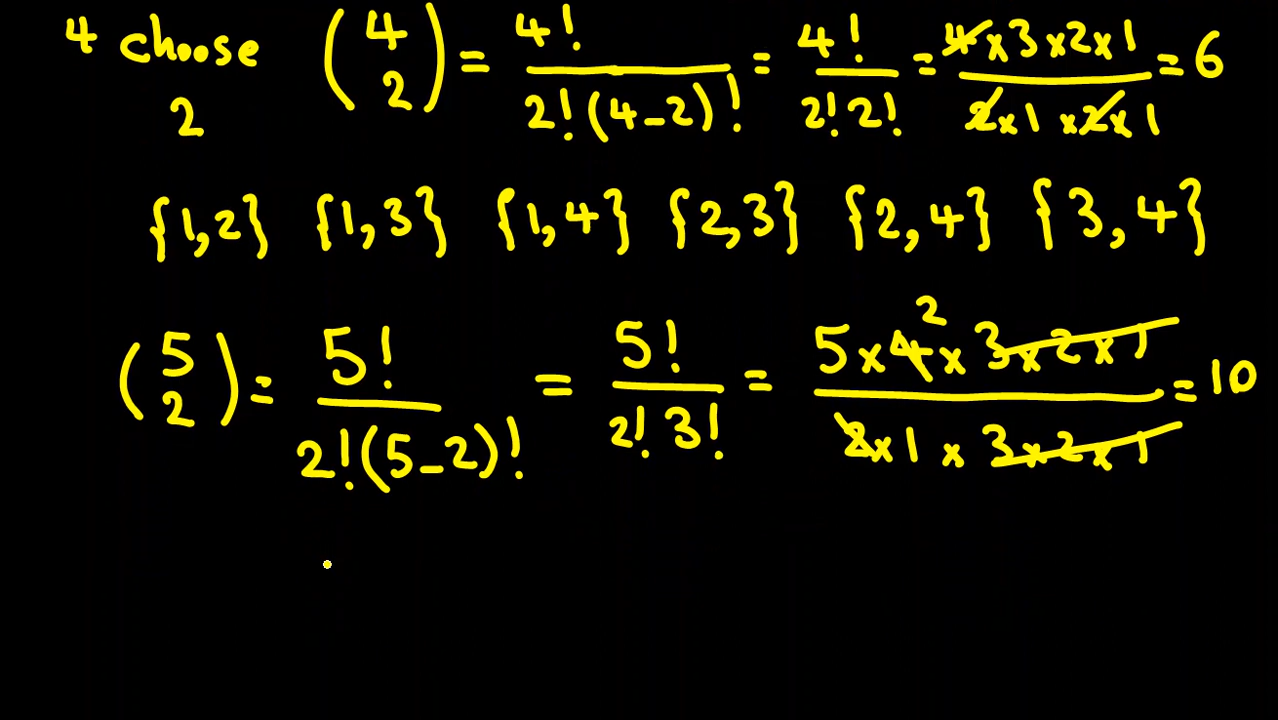 4 choose 2 (4 2) = 4! / 2!(4-2)! = 4! / 2!2! = 4x3x2x1 / 2x1x2x1 = 6
{1,2} {1,3} {1,4} {2,3} {2,4} {3,4}
(5 2) = 5! / 2!(5-2)! = 5! / 2!3! = 5x4²x3x2x1 / 2x1x3x2x1 = 10